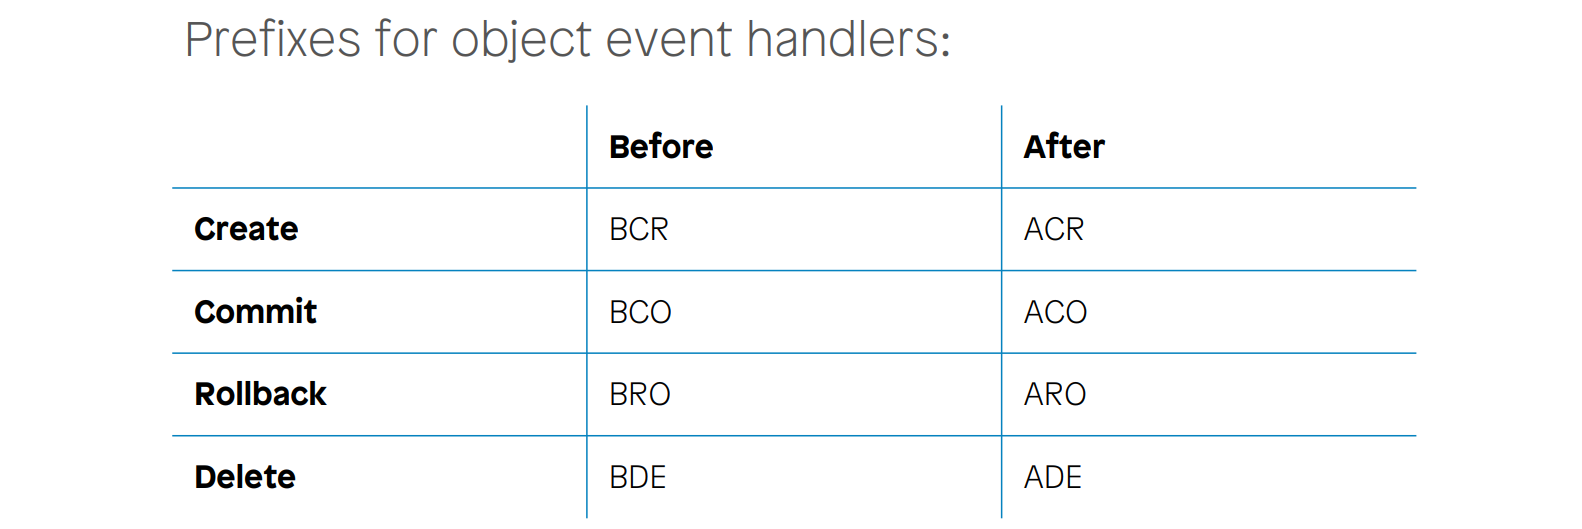 Prefixes for object event handlers:
Before After
Create BCR ACR
Commit BCO ACO
Rollback BRO ARO
Delete BDE ADE